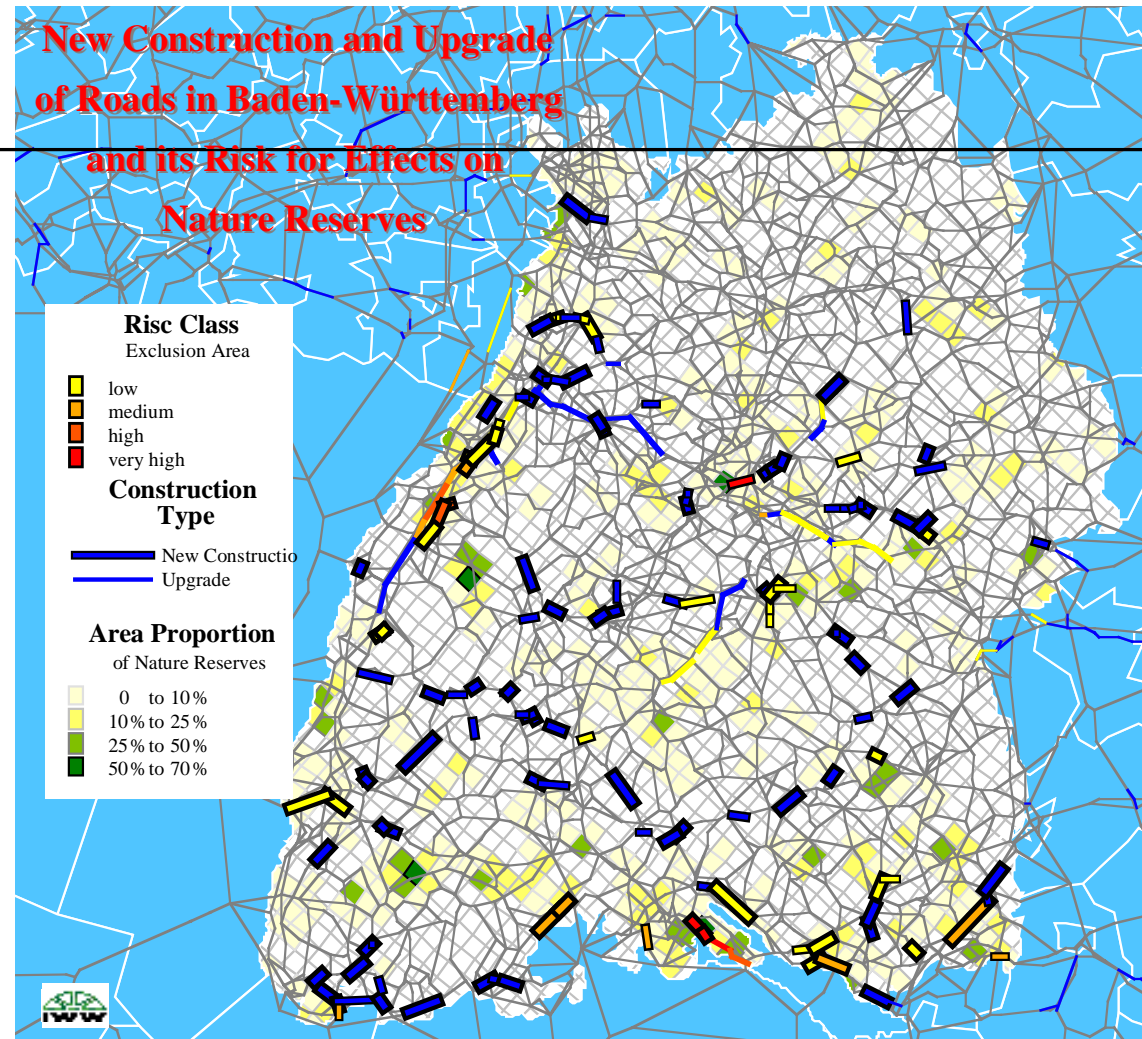 New Construction and Upgrade
of Roads in Baden-Württemberg
and its Risk for Effects on
Nature Reserves
Risc Class
Exclusion Area
low
medium
high
very high
Construction
Type
New Constructio
Upgrade
Area Proportion
of Nature Reserves
0 to 10%
10% to 25%
25% to 50%
50% to 70%
IWW